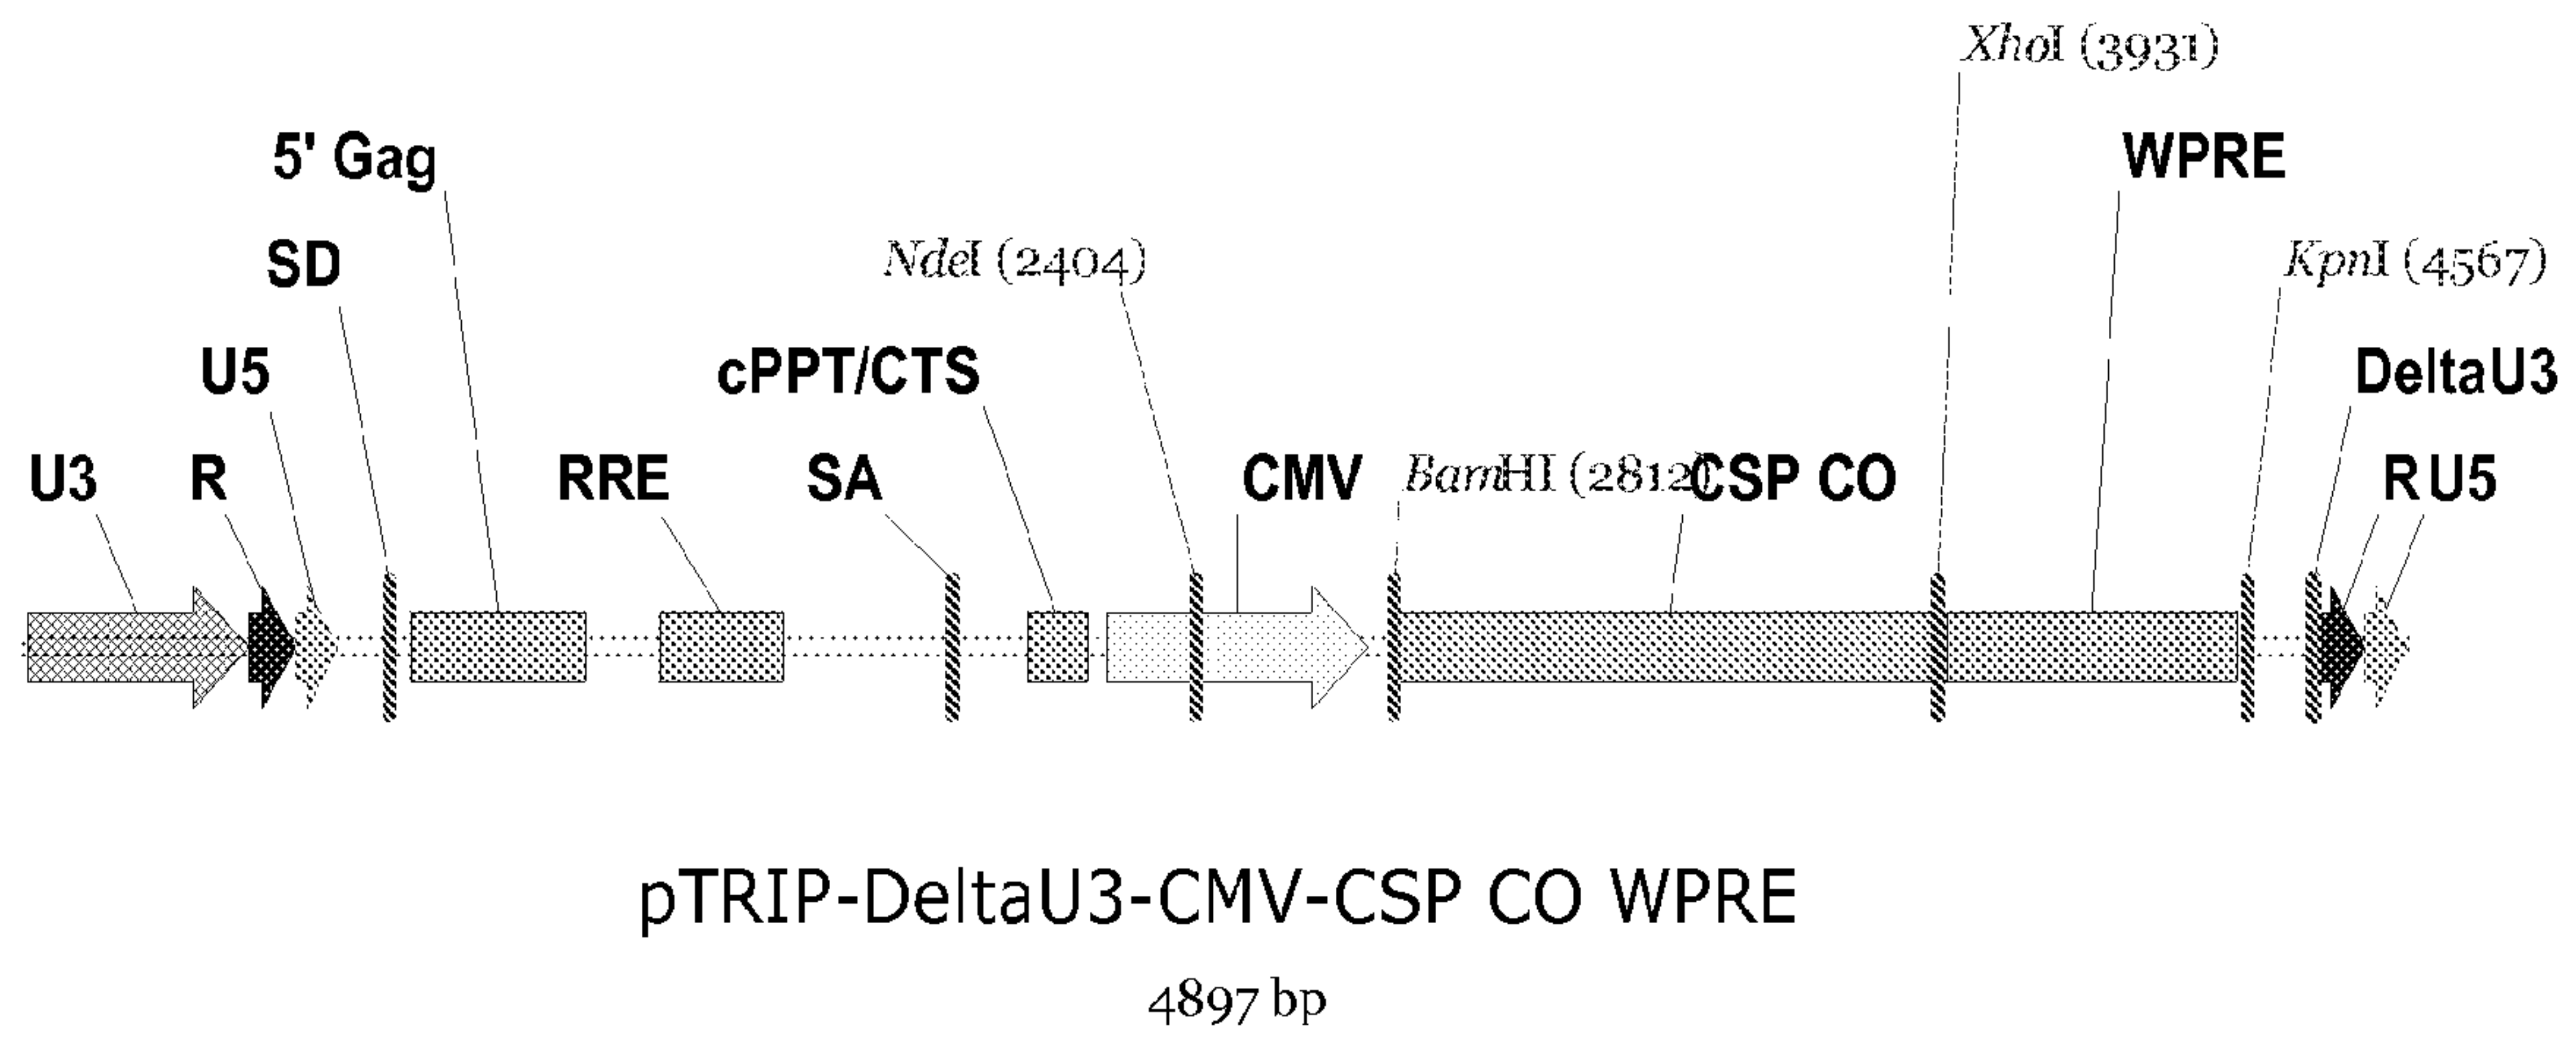 XhoI (3931)
5' Gag
WPRE
SD
NdeI (2404)
KpnI (4567)
U5
cPPT/CTS
DeltaU3
U3
R
RRE
SA
CMV
BamHI (2812)
CSP CO
R U5
pTRIP-DeltaU3-CMV-CSP CO WPRE
4897 bp